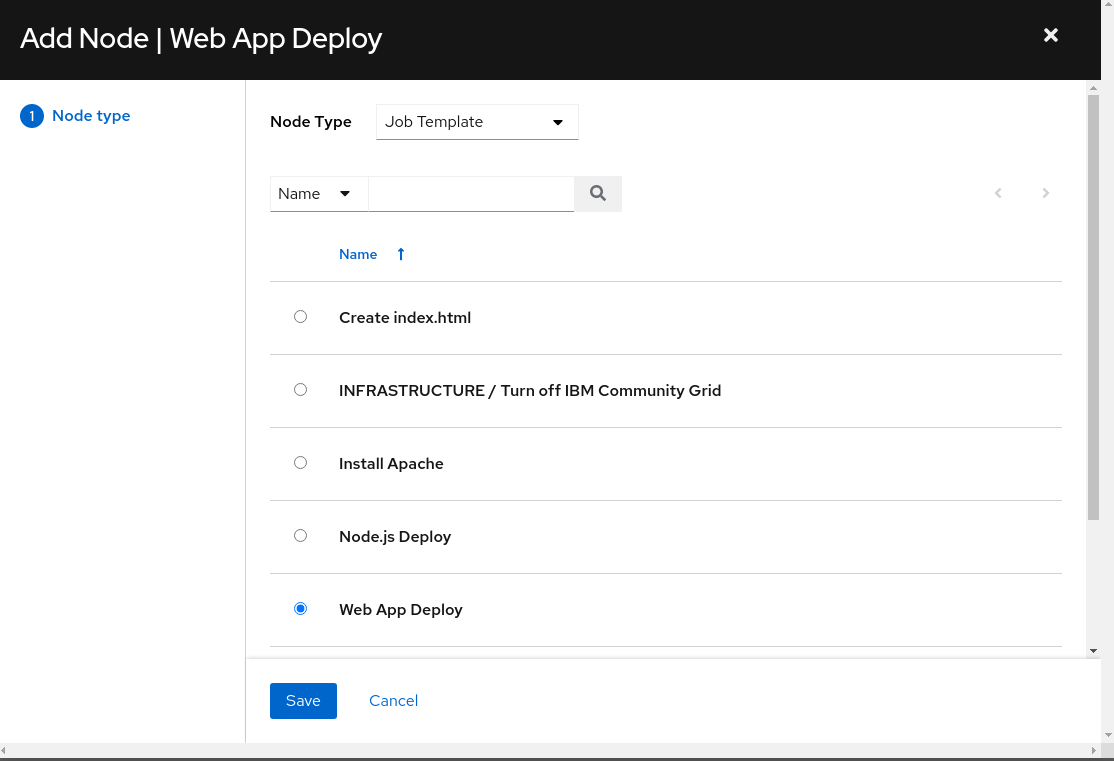 Add Node | Web App Deploy
1 Node type
Node Type Job Template
Name
Name
Create index.html
INFRASTRUCTURE / Turn off IBM Community Grid
Install Apache
Node.js Deploy
Web App Deploy
Save Cancel